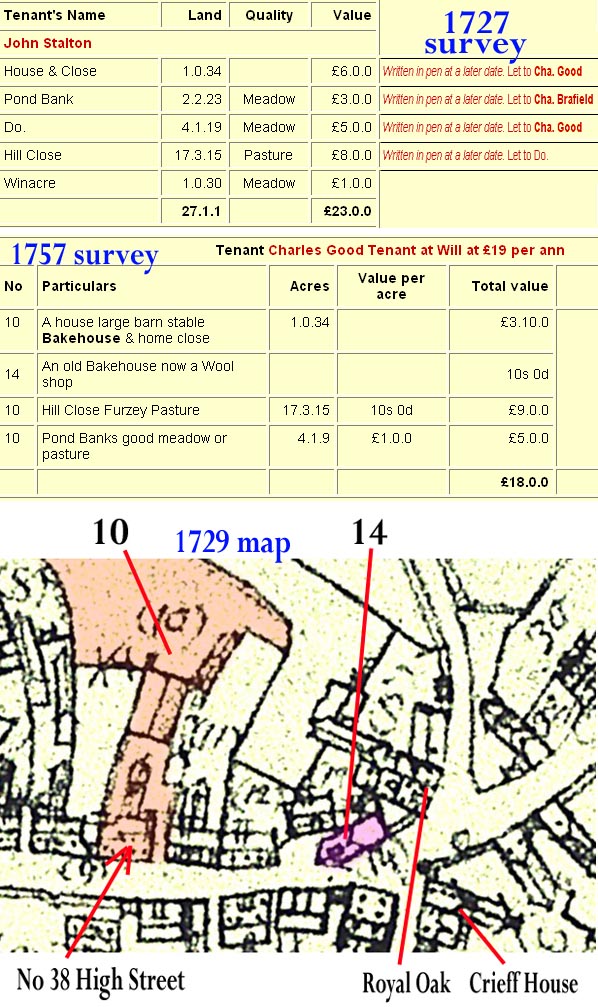 Tenant's Name Land Quality Value
1727 survey
John Stalton
House & Close 1.0.34 £6.0.0 Written in pen at a later date. Let to Cha. Good
Pond Bank 2.2.23 Meadow £3.0.0 Written in pen at a later date. Let to Cha. Brafield
Do. 4.1.19 Meadow £5.0.0 Written in pen at a later date. Let to Cha. Good
Hill Close 17.3.15 Pasture £8.0.0 Written in pen at a later date. Let to Do.
Winacre 1.0.30 Meadow £1.0.0
27.1.1 £23.0.0
1757 survey
Tenant Charles Good Tenant at Will at £19 per ann
No Particulars Acres Value per acre Total value
10 A house large barn stable Bakehouse & home close 1.0.34 £3.10.0
14 An old Bakehouse now a Wool shop 10s 0d
10 Hill Close Furzey Pasture 17.3.15 10s 0d £9.0.0
10 Pond Banks good meadow or pasture 4.1.9 £1.0.0 £5.0.0
£18.0.0
10
1729 map
14
(10)
No 38 High Street
Royal Oak
Crieff House